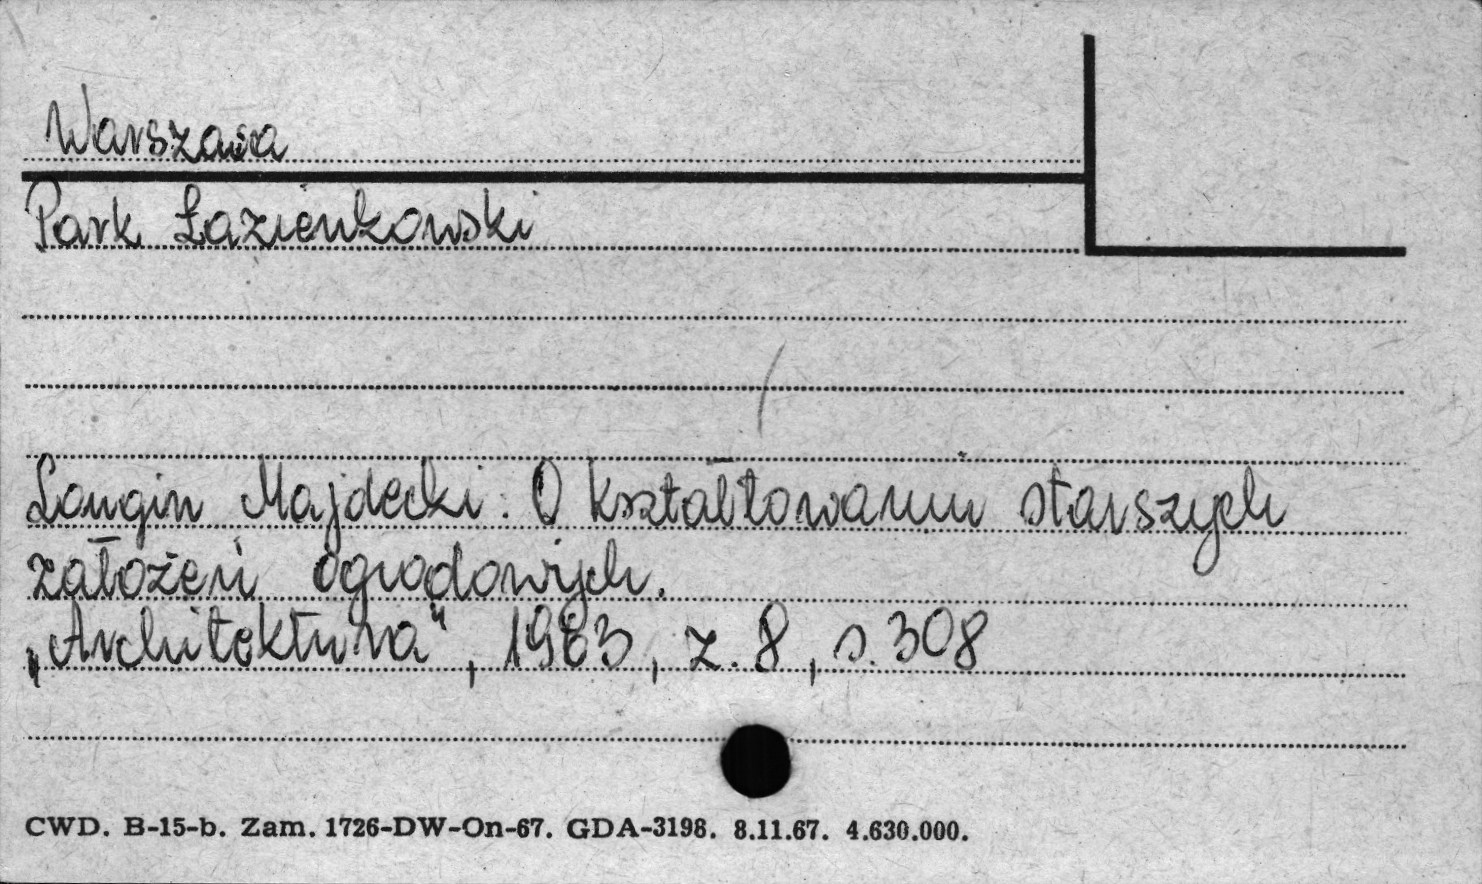 Warszawa
Park Łazienkowski
Longin Majdecki: O kształtowaniu starszych
założeń ogrodowych.
„Architektura", 1963, z. 8, s. 308
CWD. B-15-b. Zam. 1726-DW-On-67. GDA-3198. 8.11.67. 4.630.000.